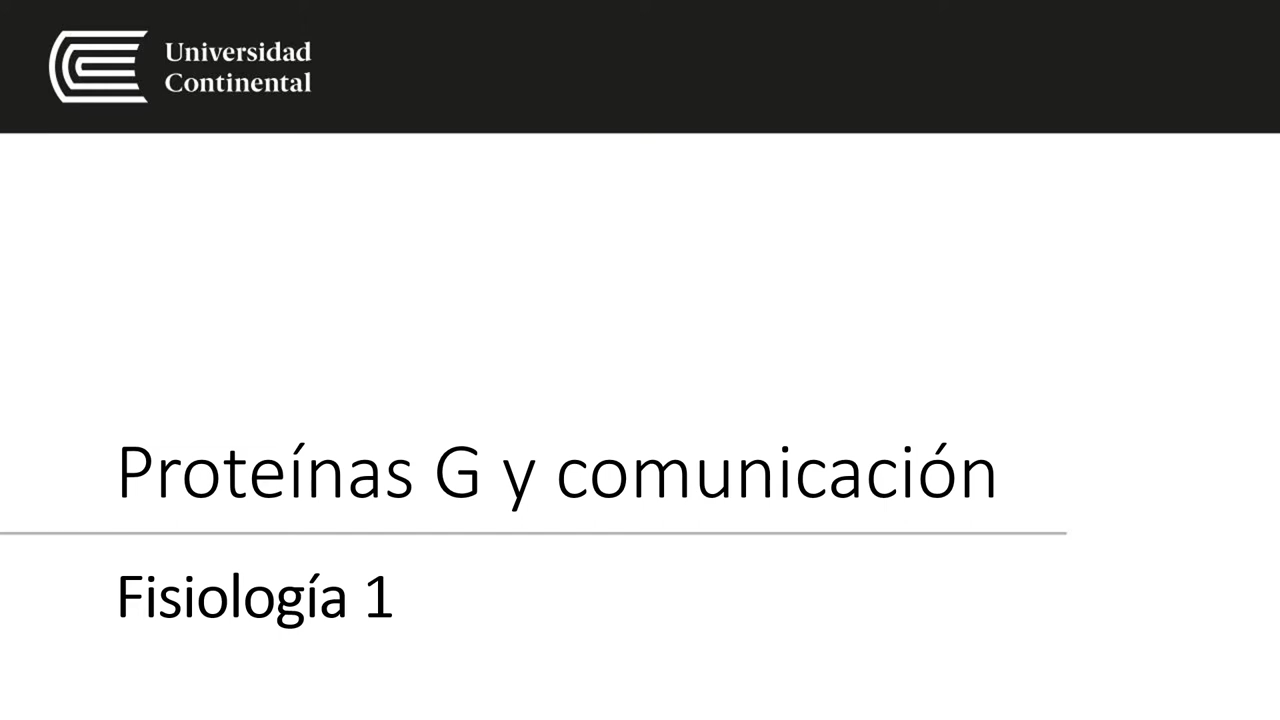 Universidad
Continental
Proteínas G y comunicación
Fisiología 1